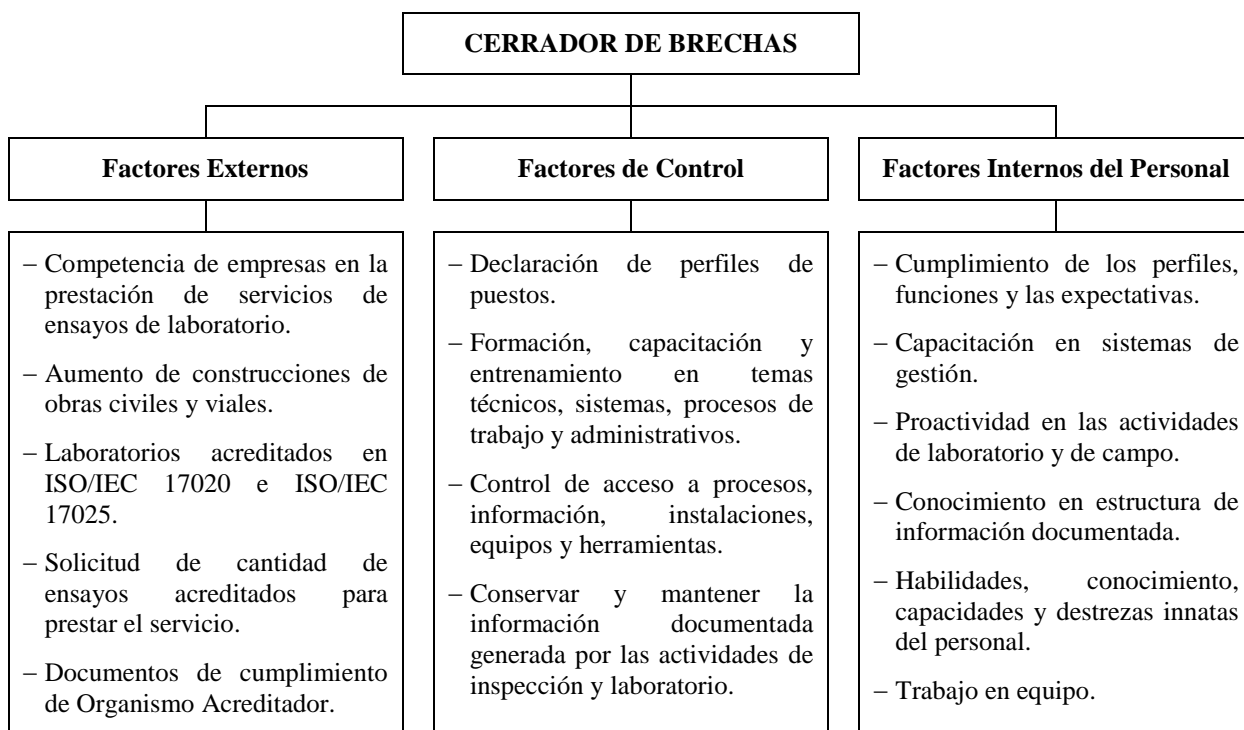 CERRADOR DE BRECHAS
Factores Externos
– Competencia de empresas en la
prestación de servicios de
ensayos de laboratorio.
– Aumento de construcciones de
obras civiles y viales.
– Laboratorios acreditados en
ISO/IEC 17020 e ISO/IEC
17025.
– Solicitud de cantidad de
ensayos acreditados para
prestar el servicio.
– Documentos de cumplimiento
de Organismo Acreditador.
Factores de Control
– Declaración de perfiles de
puestos.
– Formación, capacitación y
entrenamiento en temas
técnicos, sistemas, procesos de
trabajo y administrativos.
– Control de acceso a procesos,
información, instalaciones,
equipos y herramientas.
– Conservar y mantener la
información documentada
generada por las actividades de
inspección y laboratorio.
Factores Internos del Personal
– Cumplimiento de los perfiles,
funciones y las expectativas.
– Capacitación en sistemas de
gestión.
– Proactividad en las actividades
de laboratorio y de campo.
– Conocimiento en estructura de
información documentada.
– Habilidades, conocimiento,
capacidades y destrezas innatas
del personal.
– Trabajo en equipo.